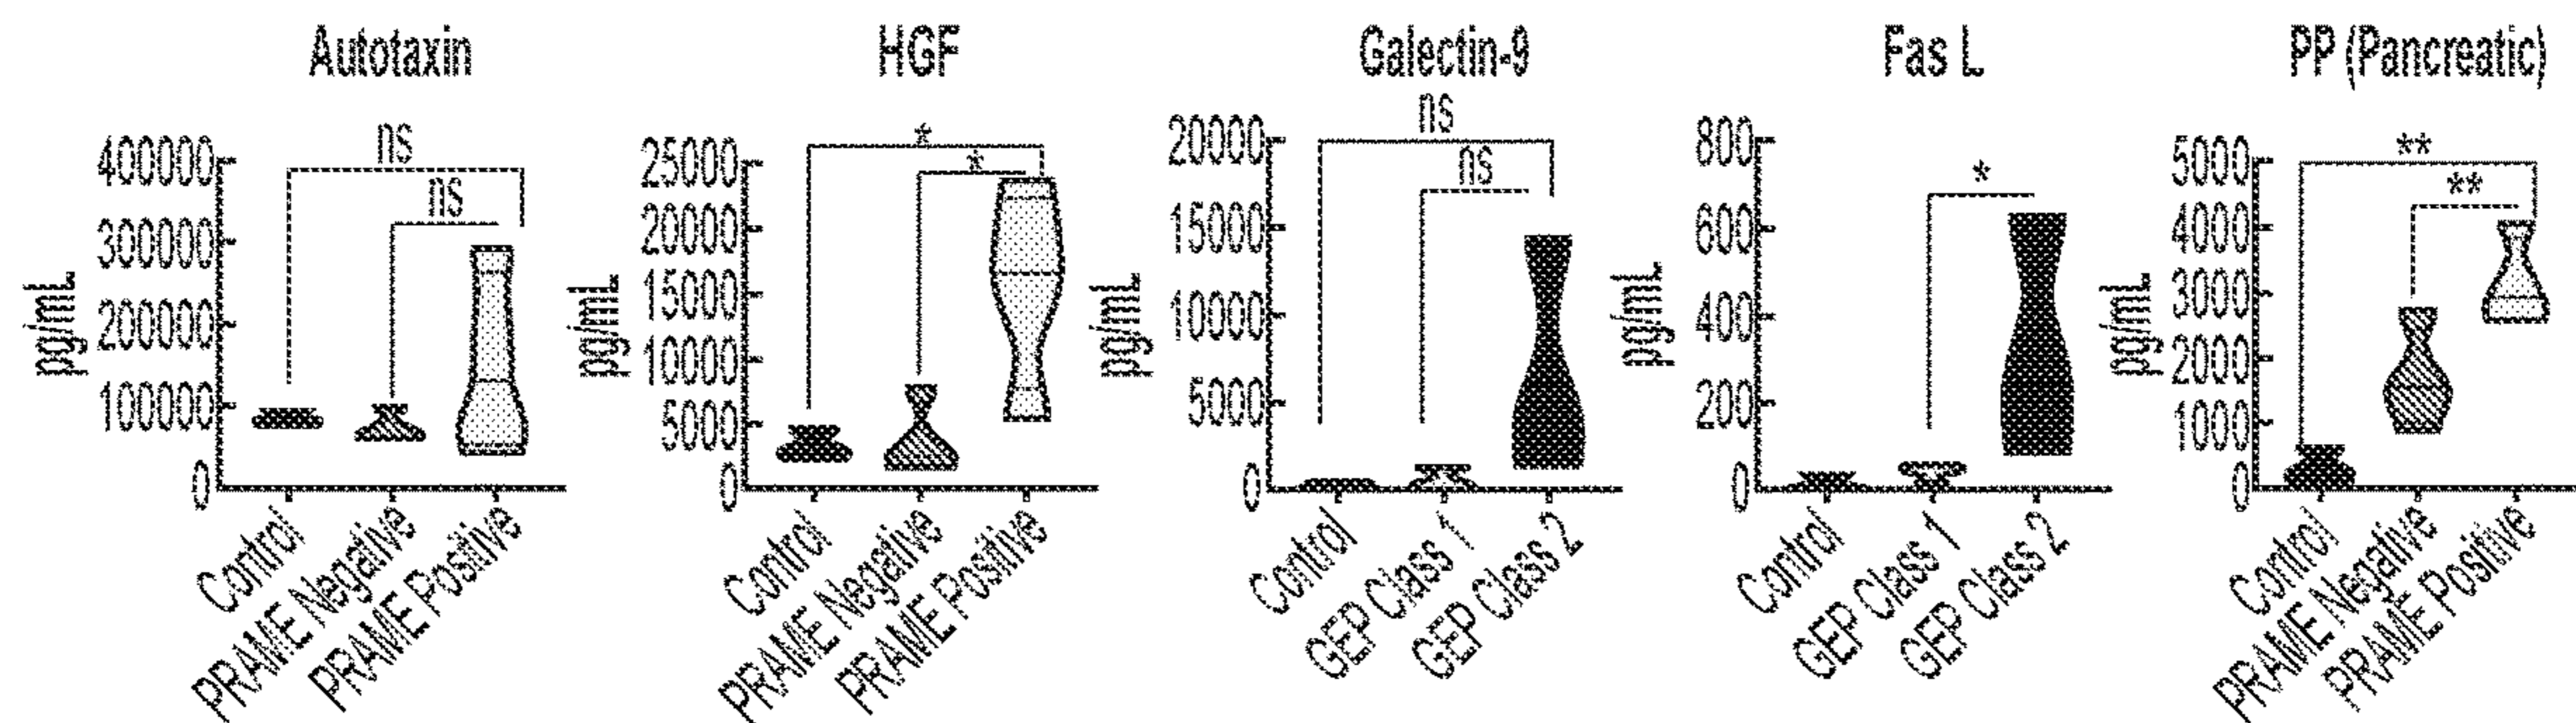 Autotaxin
ns
ns
400000
300000
200000
100000
0
pg/mL
Control
PRAME Negative
PRAME Positive
HGF
*
*
25000
20000
15000
10000
5000
0
pg/mL
Control
PRAME Negative
PRAME Positive
Galectin-9
ns
ns
20000
15000
10000
5000
0
pg/mL
Control
GEP Class 1
GEP Class 2
Fas L
*
800
600
400
200
0
pg/mL
Control
GEP Class 1
GEP Class 2
PP (Pancreatic)
**
**
5000
4000
3000
2000
1000
0
pg/mL
Control
PRAME Negative
PRAME Positive